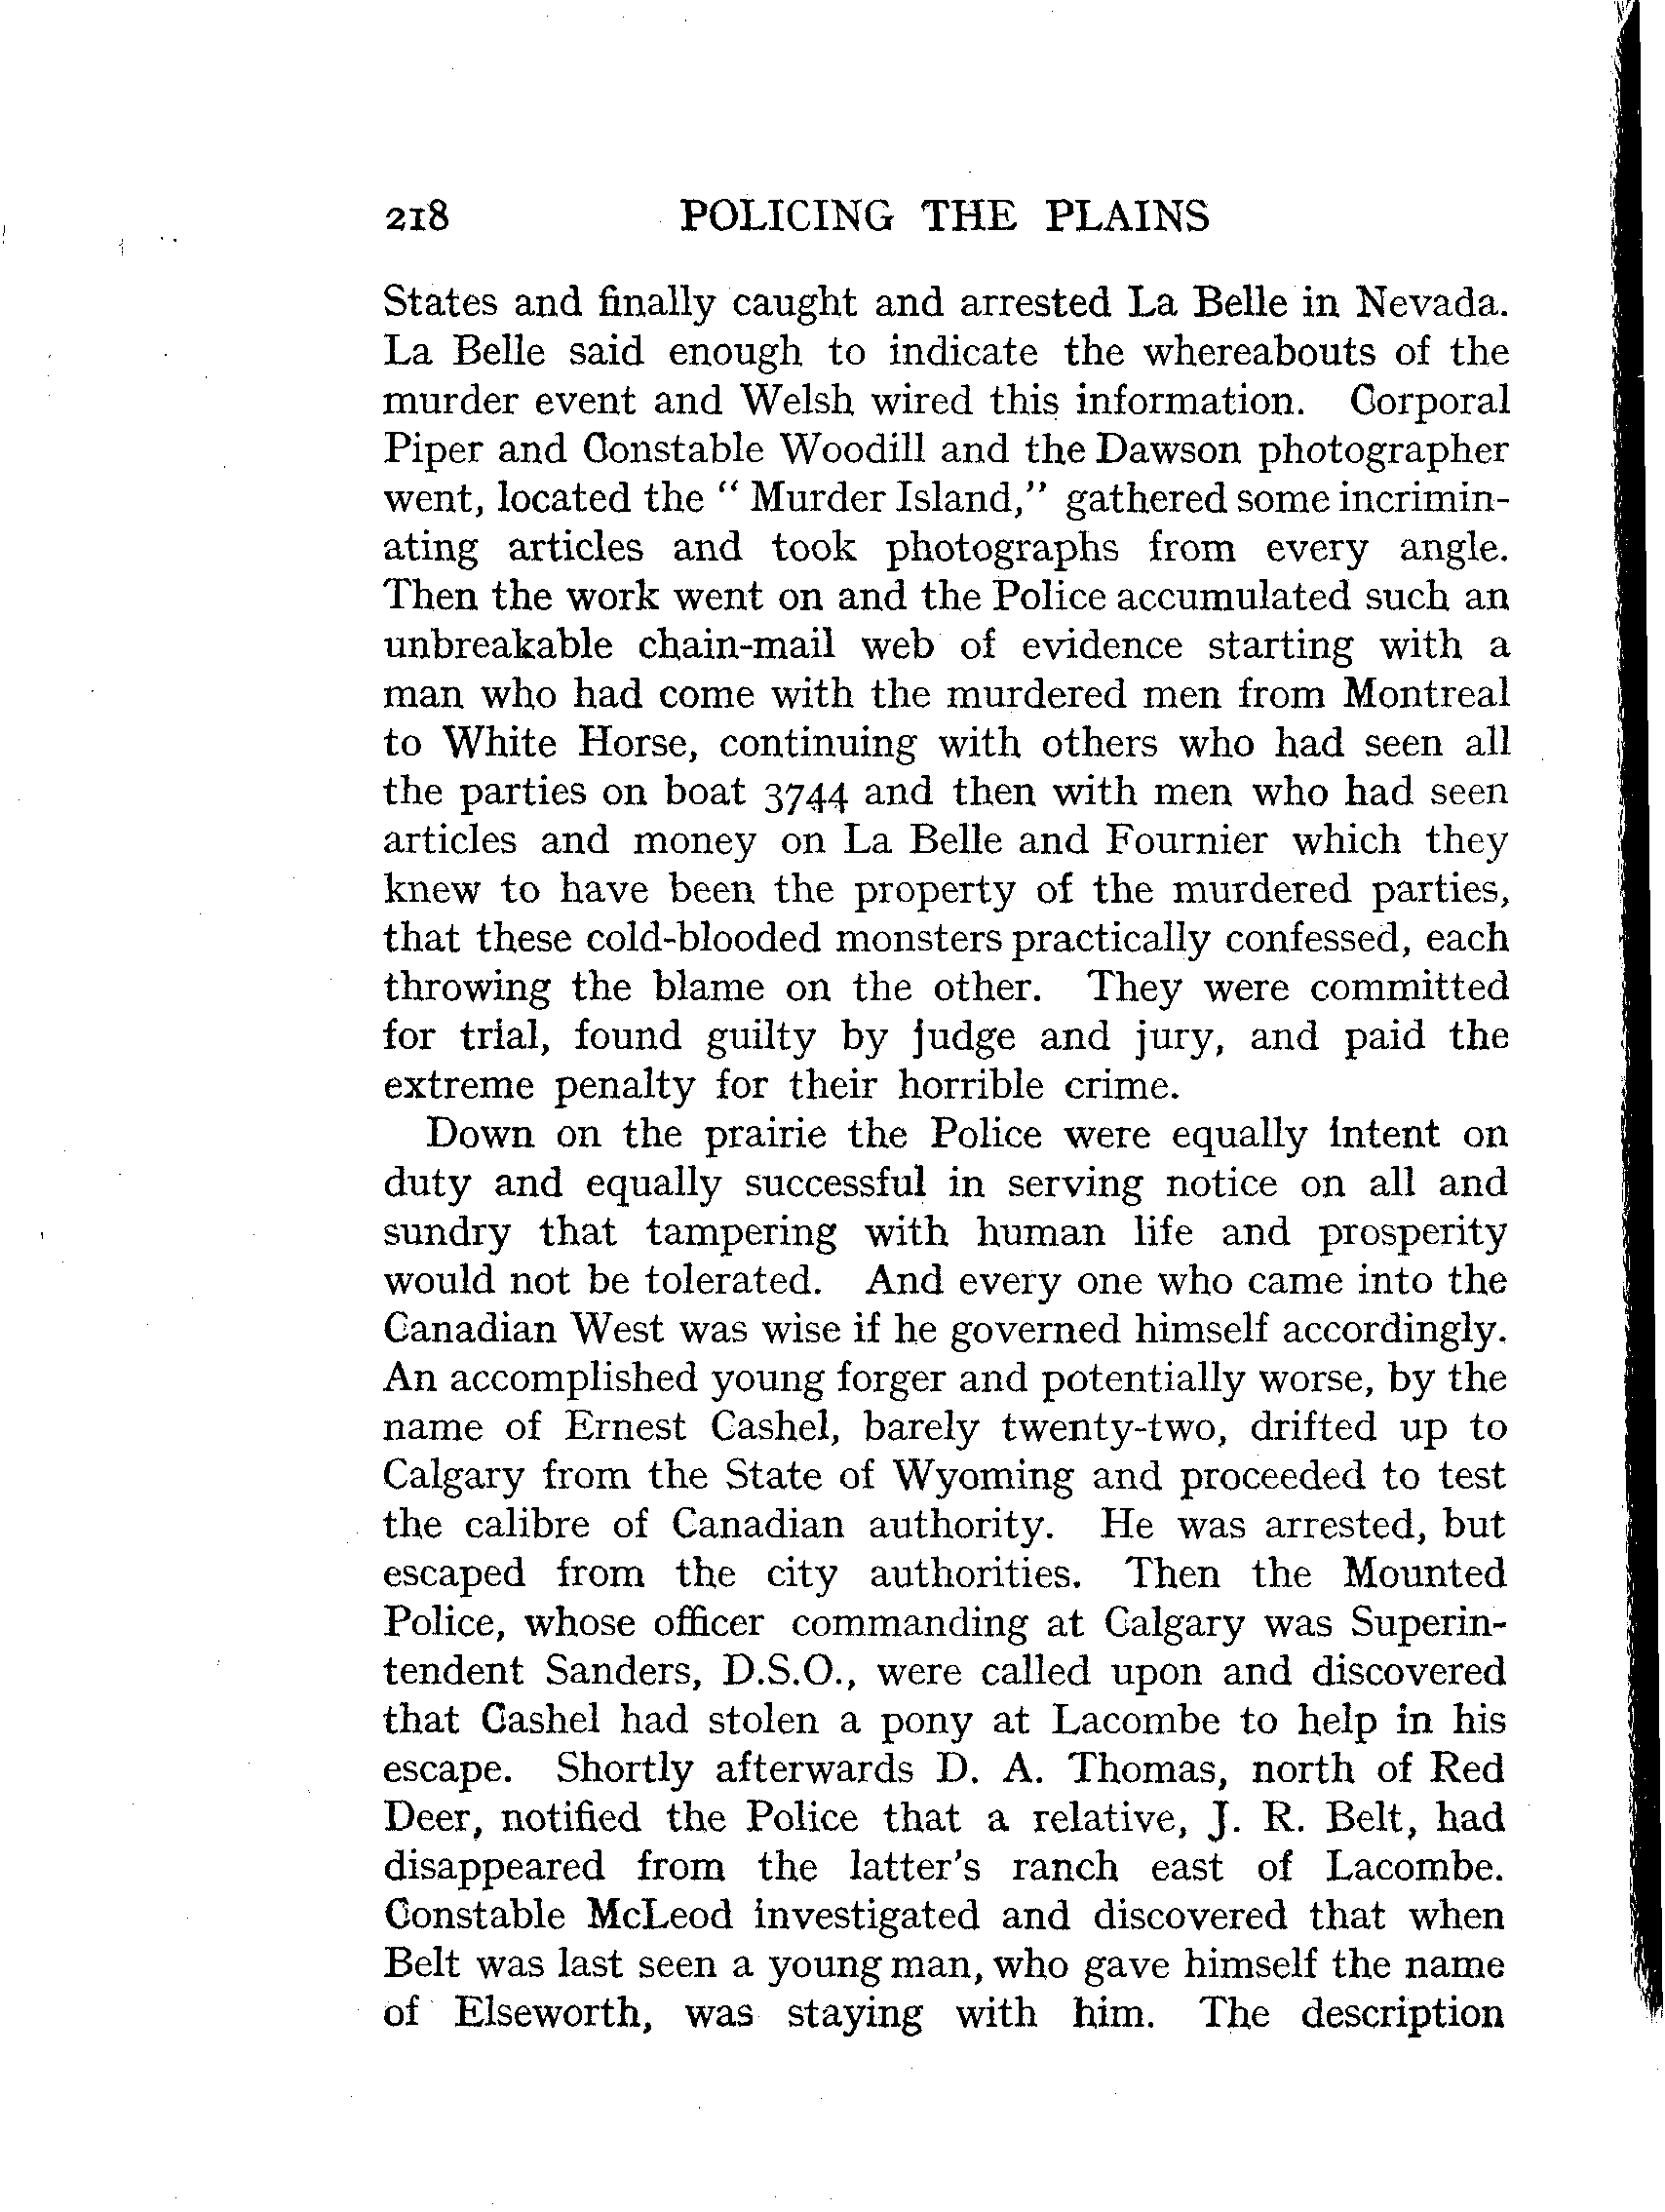 218 POLICING THE PLAINS
States and finally caught and arrested La Belle in Nevada.
La Belle said enough to indicate the whereabouts of the
murder event and Welsh wired this information. Corporal
Piper and Constable Woodill and the Dawson photographer
went, located the “ Murder Island,” gathered some incrimin-
ating articles and took photographs from every angle.
Then the work went on and the Police accumulated such an
unbreakable chain-mail web of evidence starting with a
man who had come with the murdered men from Montreal
to White Horse, continuing with others who had seen all
the parties on boat 3744 and then with men who had seen
articles and money on La Belle and Fournier which they
knew to have been the property of the murdered parties,
that these cold-blooded monsters practically confessed, each
throwing the blame on the other. They were committed
for trial, found guilty by judge and jury, and paid the
extreme penalty for their horrible crime.
Down on the prairie the Police were equally intent on
duty and equally successful in serving notice on all and
sundry that tampering with human life and prosperity
would not be tolerated. And every one who came into the
Canadian West was wise if he governed himself accordingly.
An accomplished young forger and potentially worse, by the
name of Ernest Cashel, barely twenty-two, drifted up to
Calgary from the State of Wyoming and proceeded to test
the calibre of Canadian authority. He was arrested, but
escaped from the city authorities. Then the Mounted
Police, whose officer commanding at Calgary was Superin-
tendent Sanders, D.S.O., were called upon and discovered
that Cashel had stolen a pony at Lacombe to help in his
escape. Shortly afterwards D. A. Thomas, north of Red
Deer, notified the Police that a relative, J. R. Belt, had
disappeared from the latter’s ranch east of Lacombe.
Constable McLeod investigated and discovered that when
Belt was last seen a young man, who gave himself the name
of Elseworth, was staying with him. The description